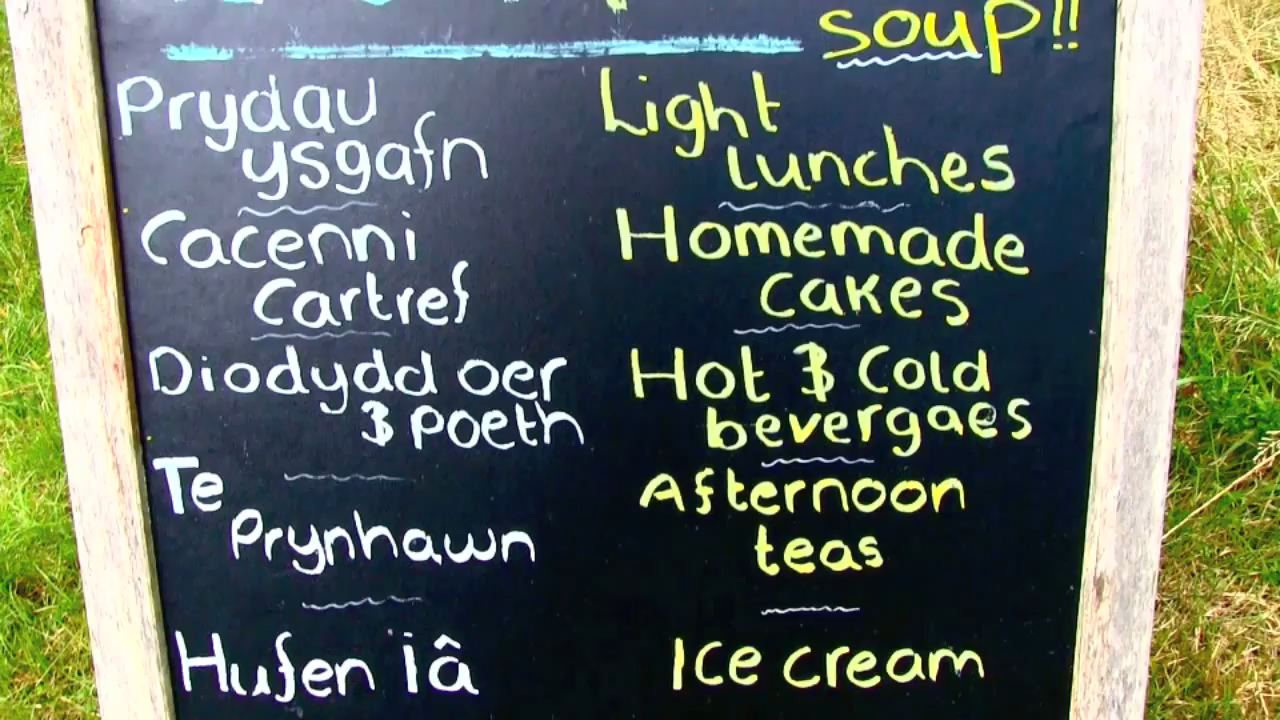 soup!!
Prydau
ysgafn
Cacenni
Cartref
Diodydd oer
& poeth
Te
Prynhawn
Hufen iâ
Light
lunches
Homemade
cakes
Hot & Cold
bevergaes
Afternoon
teas
Ice cream